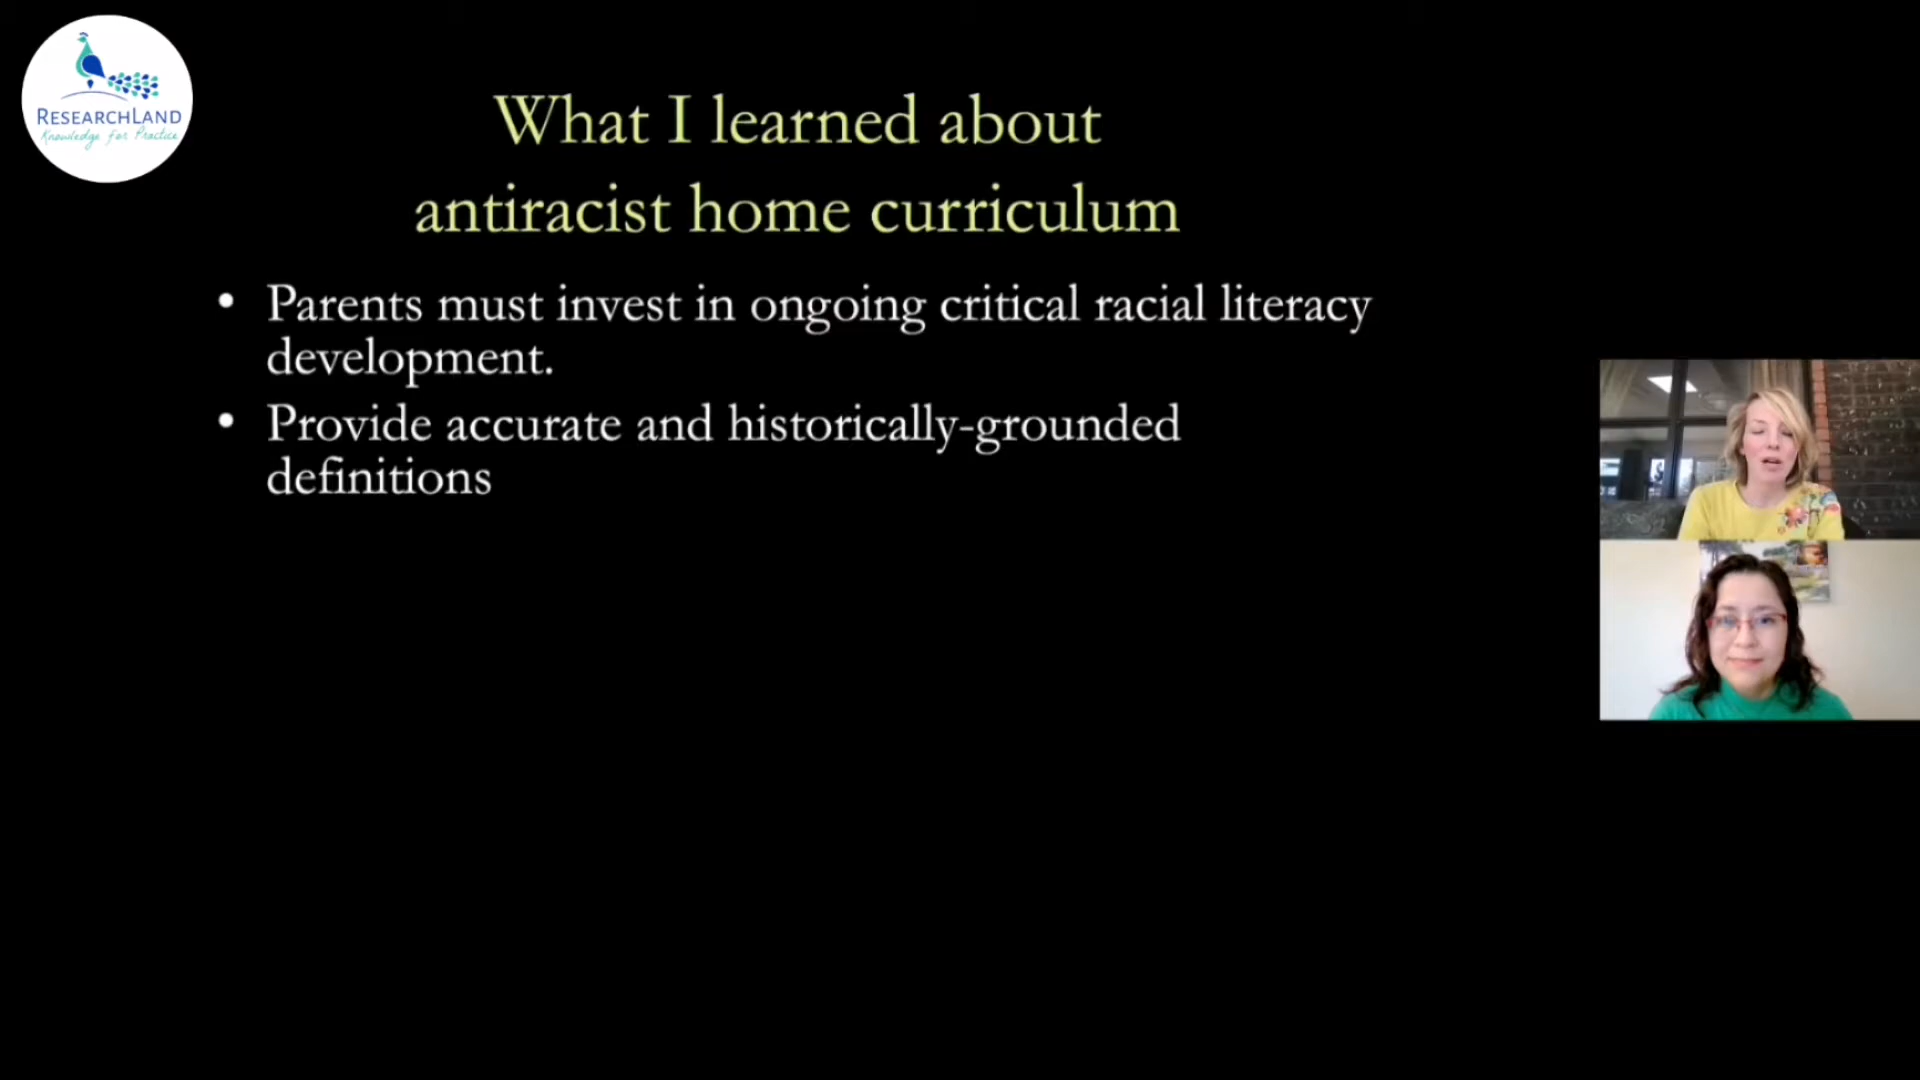 RESEARCHLAND
Knowledge for Practice
What I learned about
antiracist home curriculum
• Parents must invest in ongoing critical racial literacy
development.
• Provide accurate and historically-grounded
definitions